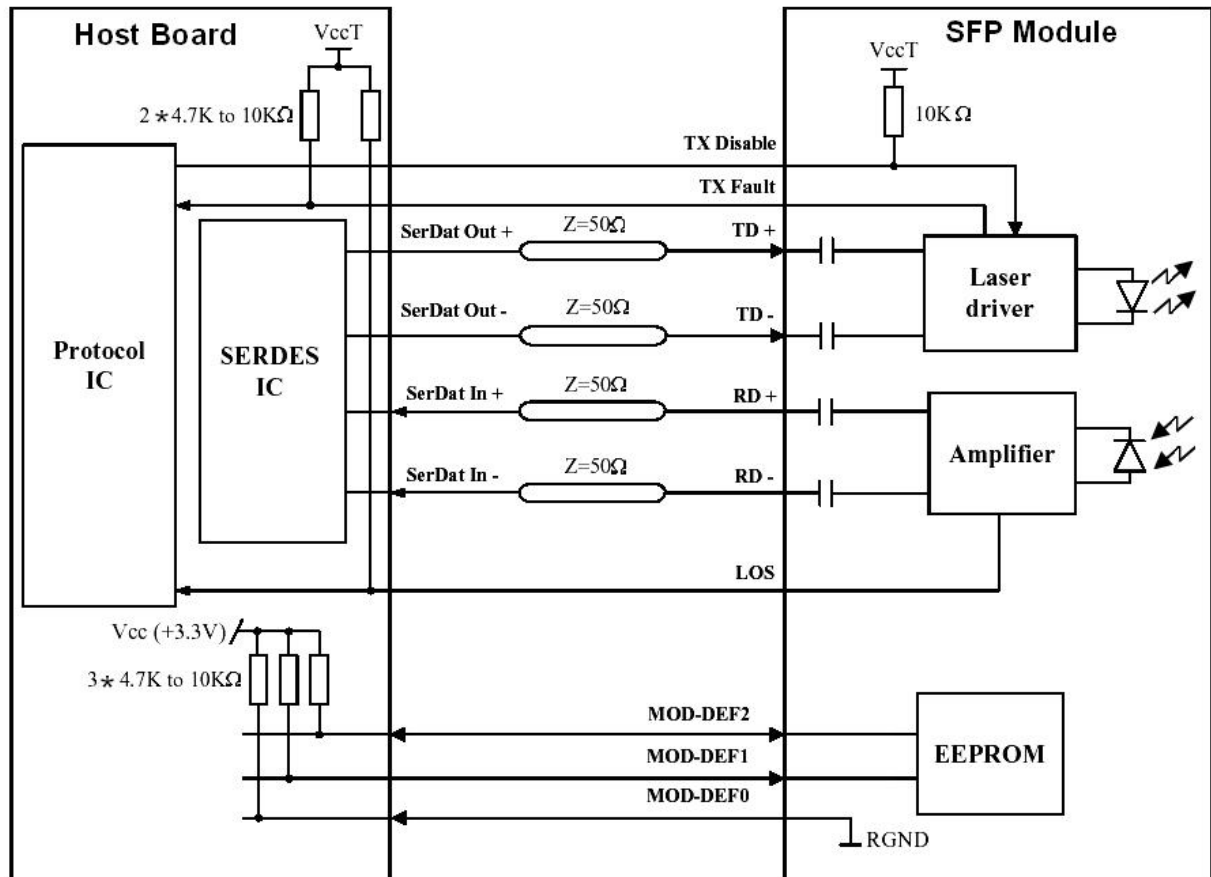 Host Board
SFP Module
VccT
VccT
2*4.7K to 10KΩ
10KΩ
TX Disable
TX Fault
SerDat Out +
Z=50Ω
TD +
Laser
driver
SerDat Out -
Z=50Ω
TD -
Protocol
IC
SERDES
IC
SerDat In +
Z=50Ω
RD +
Amplifier
SerDat In -
Z=50Ω
RD -
LOS
Vcc (+3.3V)
3*4.7K to 10KΩ
MOD-DEF2
MOD-DEF1
MOD-DEF0
EEPROM
RGND